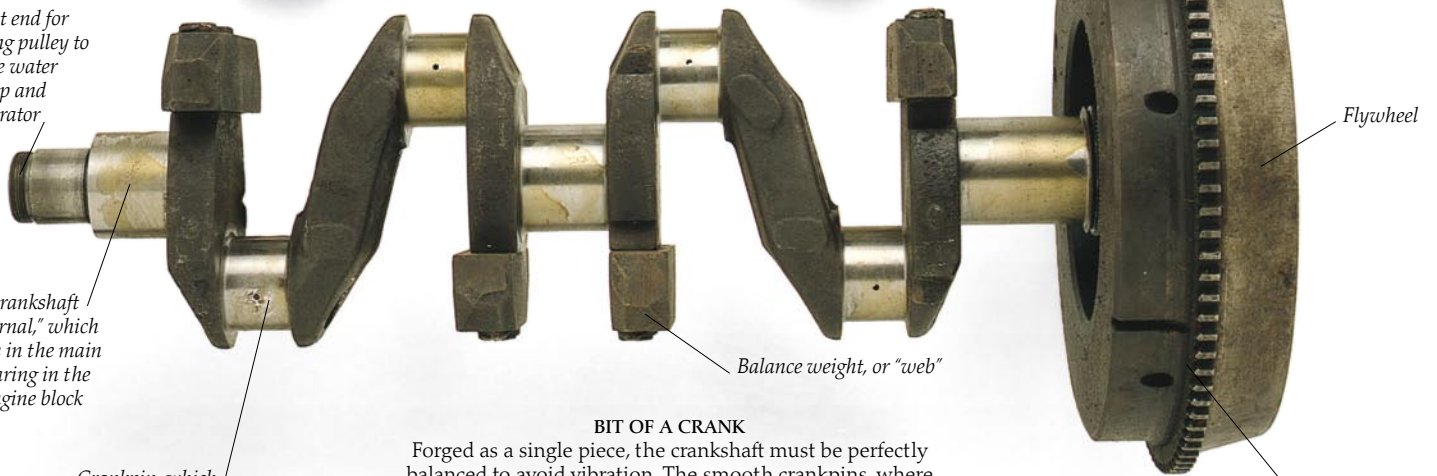 t end for
ng pulley to
e water
p and
rator
Flywheel
rankshaft
rnal,” which
s in the main
aring in the
gine block
Balance weight, or “web”
BIT OF A CRANK
Forged as a single piece, the crankshaft must be perfectly
balanced to avoid vibration. The smooth crankpins, where
Crankpin, which